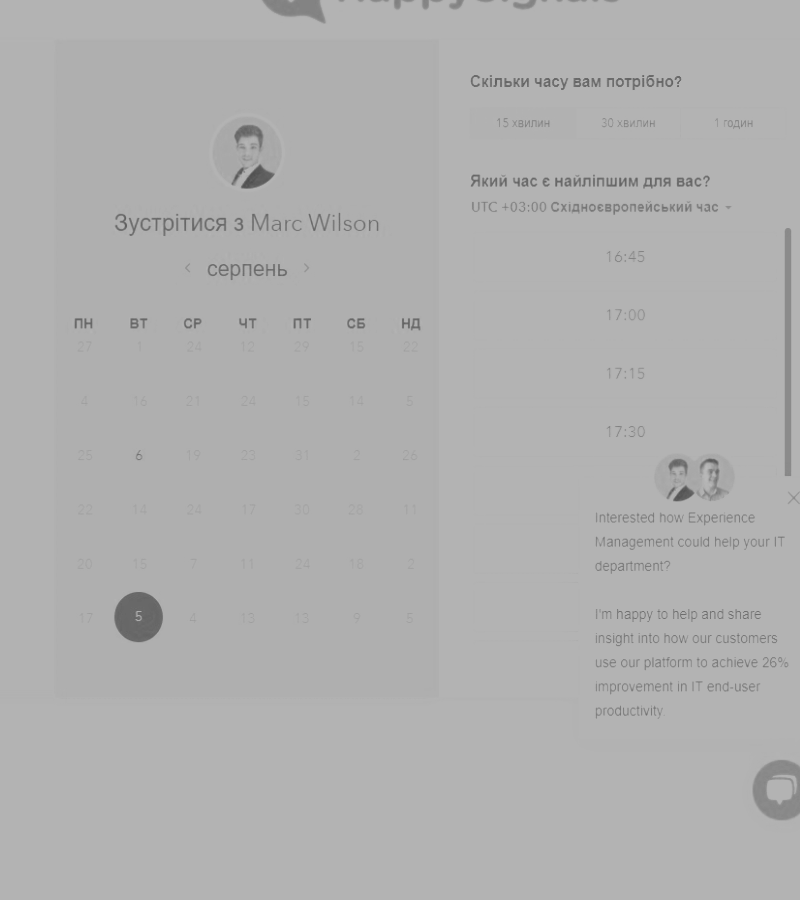 Зустрітися з Marc Wilson
серпень
ПН ВТ СР ЧТ ПТ СБ НД
27 1 24 12 29 15 22
4 16 21 24 15 14 5
25 6 19 23 31 2 26
22 14 24 17 30 28 11
20 15 7 11 24 18 2
17 5 4 13 13 9 5
Скільки часу вам потрібно?
15 хвилин 30 хвилин 1 годин
Який час є найліпшим для вас?
UTC +03:00 Східноєвропейський час
16:45
17:00
17:15
17:30
Interested how Experience
Management could help your IT
department?
I'm happy to help and share
insight into how our customers
use our platform to achieve 26%
improvement in IT end-user
productivity.